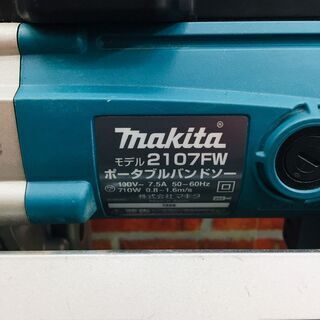 makita
モデル 2107FW
ポータブルバンドソー
100V~ 7.5A 50-60Hz
710W 0.8-1.6m/s
株式会社マキタ